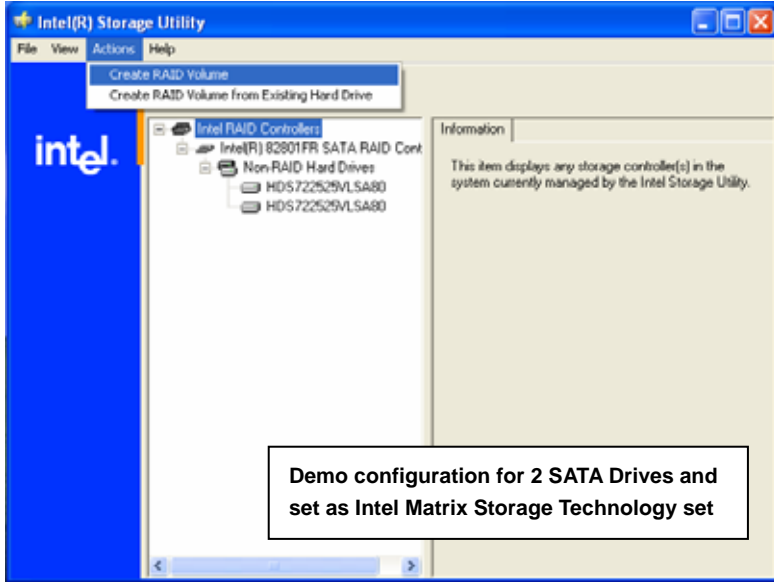 Intel(R) Storage Utility
File View Actions Help
Create RAID Volume
Create RAID Volume from Existing Hard Drive
intel.
Intel RAID Controllers
Intel(R) 82801FR SATA RAID Cont
Non-RAID Hard Drives
HDS722525VLSA80
HDS722525VLSA80
Information
This item displays any storage controller(s) in the
system currently managed by the Intel Storage Utility.
Demo configuration for 2 SATA Drives and
set as Intel Matrix Storage Technology set